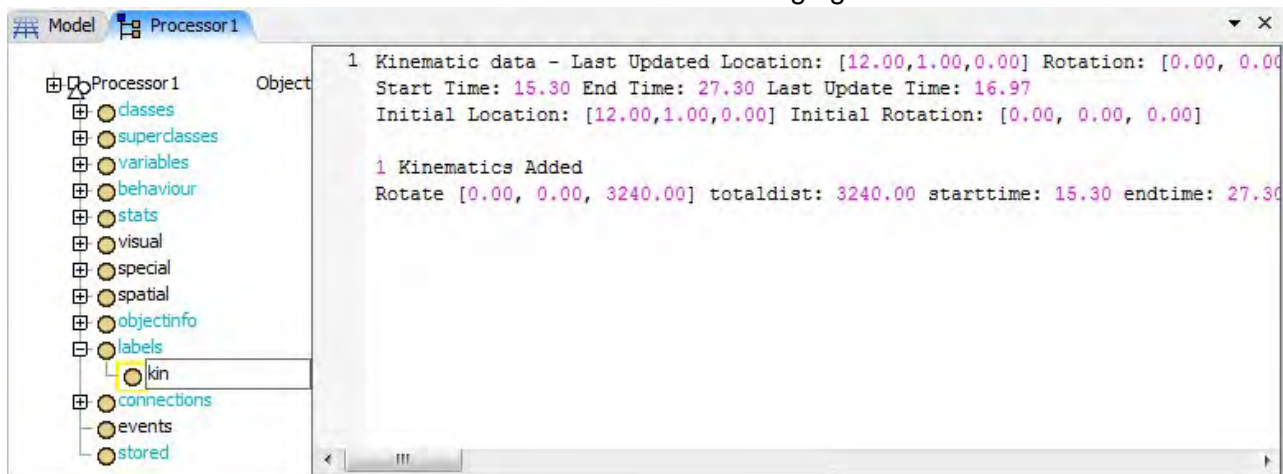 Model Processor1
Processor1 Object
classes
superclasses
variables
behaviour
stats
visual
special
spatial
objectinfo
labels
kin
connections
events
stored
1 Kinematic data - Last Updated Location: [12.00,1.00,0.00] Rotation: [0.00, 0.00
Start Time: 15.30 End Time: 27.30 Last Update Time: 16.97
Initial Location: [12.00,1.00,0.00] Initial Rotation: [0.00, 0.00, 0.00]
1 Kinematics Added
Rotate [0.00, 0.00, 3240.00] totaldist: 3240.00 starttime: 15.30 endtime: 27.30